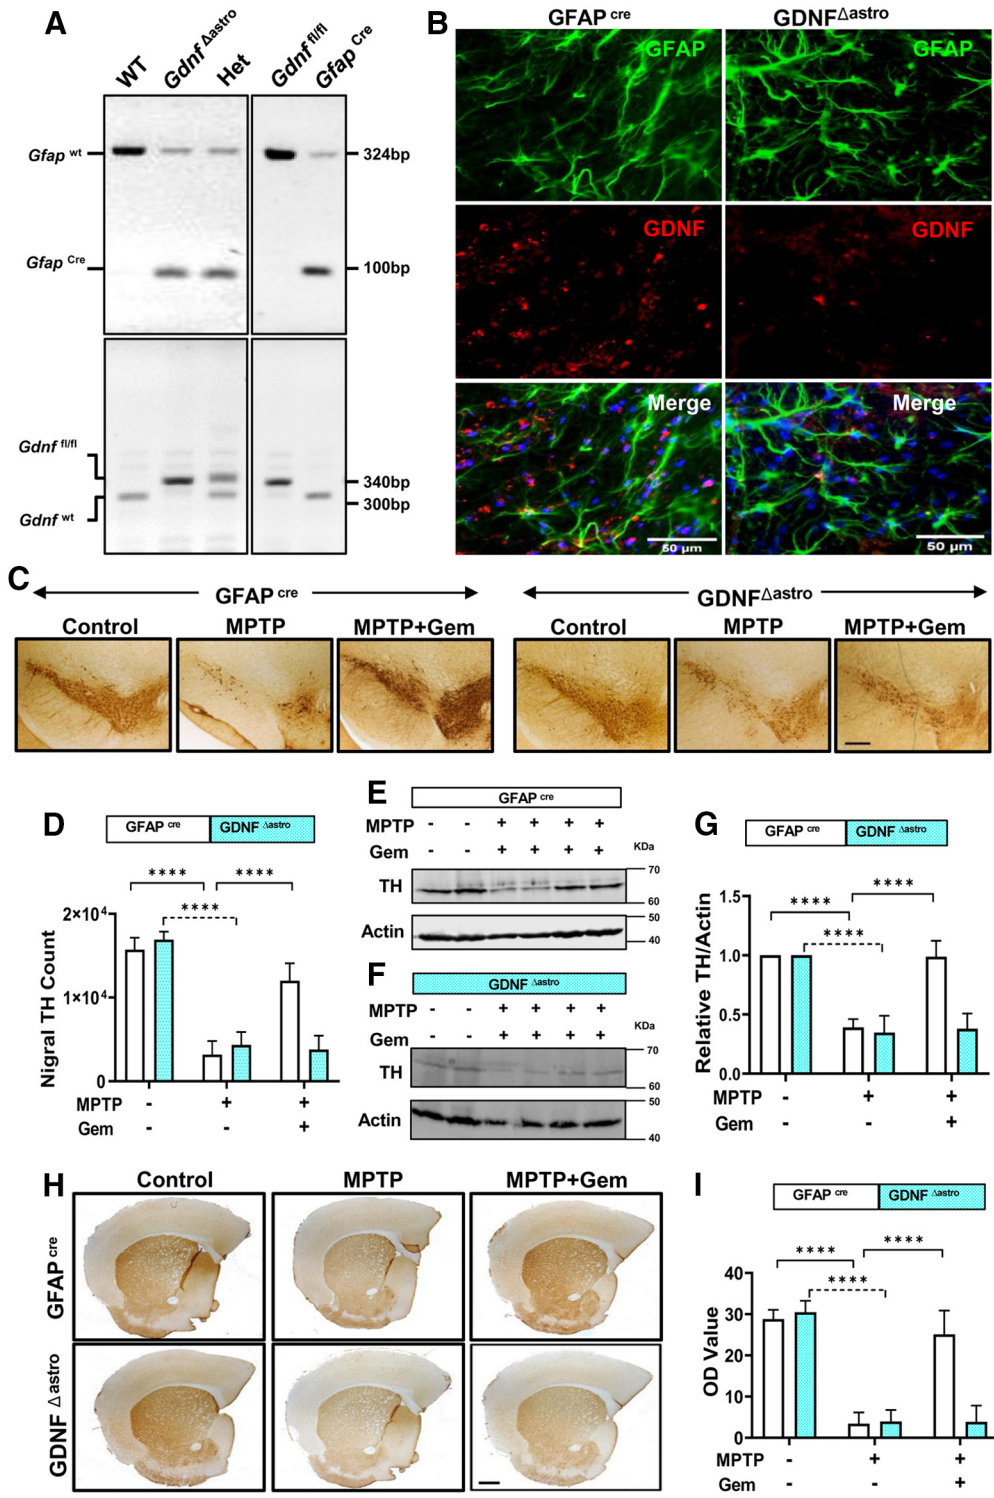 A
WT
Gdnf Δastro
Het
Gdnf fl/fl
Gfap Cre
Gfap wt
324bp
Gfap Cre
100bp
Gdnf fl/fl
340bp
300bp
Gdnf wt
B
GFAP cre
GDNF Δastro
GFAP
GFAP
GDNF
GDNF
Merge
Merge
50 µm
50 µm
C
GFAP cre
GDNF Δastro
Control
MPTP
MPTP+Gem
Control
MPTP
MPTP+Gem
D
GFAP cre
GDNF Δastro
****
****
****
Nigral TH Count
2×10⁴
1×10⁴
0
MPTP - + +
Gem - - +
E
GFAP cre
MPTP - - + + + +
Gem - - + + + +
KDa
TH
70
60
Actin
50
40
F
GDNF Δastro
MPTP - - + + + +
Gem - - + + + +
KDa
TH
70
60
Actin
50
40
G
GFAP cre
GDNF Δastro
****
****
****
Relative TH/Actin
1.5
1.0
0.5
0.0
MPTP - + +
Gem - - +
H
Control
MPTP
MPTP+Gem
GFAP cre
GDNF Δastro
I
GFAP cre
GDNF Δastro
****
****
****
OD Value
40
30
20
10
0
MPTP - + +
Gem - - +